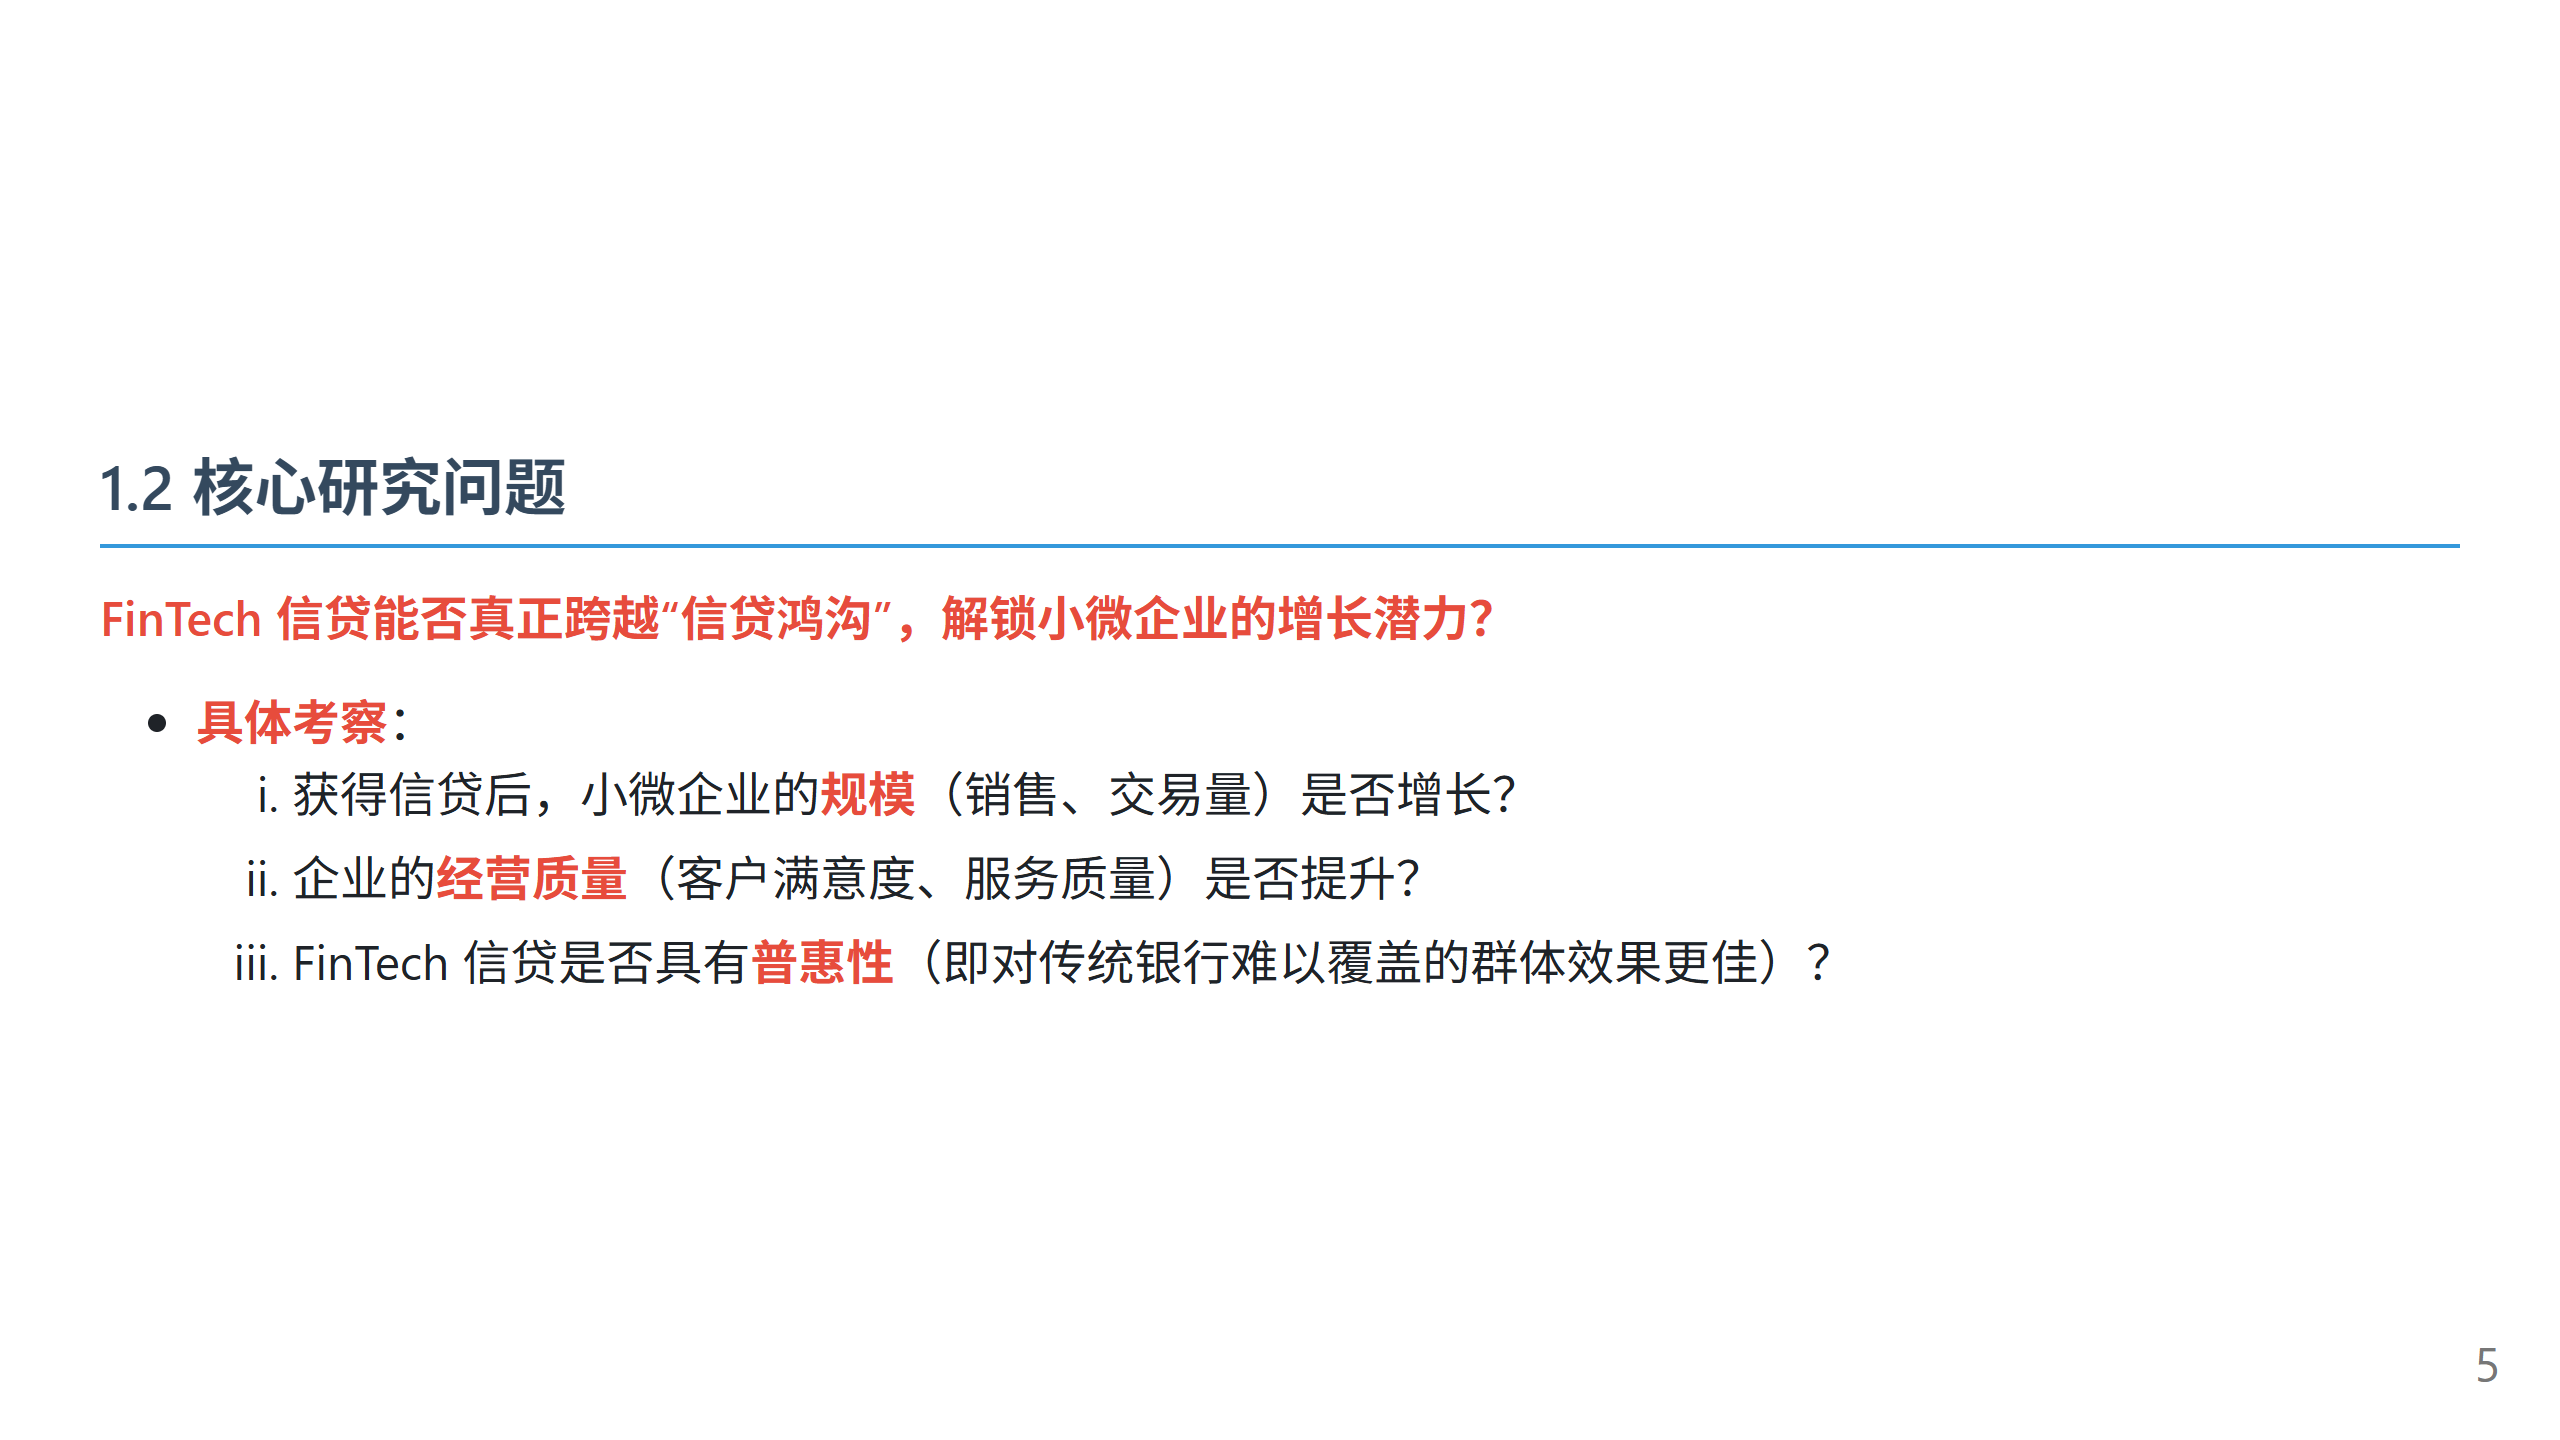 1.2 核心研究问题
FinTech 信贷能否真正跨越“信贷鸿沟”，解锁小微企业的增长潜力？
• 具体考察：
i. 获得信贷后，小微企业的规模（销售、交易量）是否增长？
ii. 企业的经营质量（客户满意度、服务质量）是否提升？
iii. FinTech 信贷是否具有普惠性（即对传统银行难以覆盖的群体效果更佳）？
5